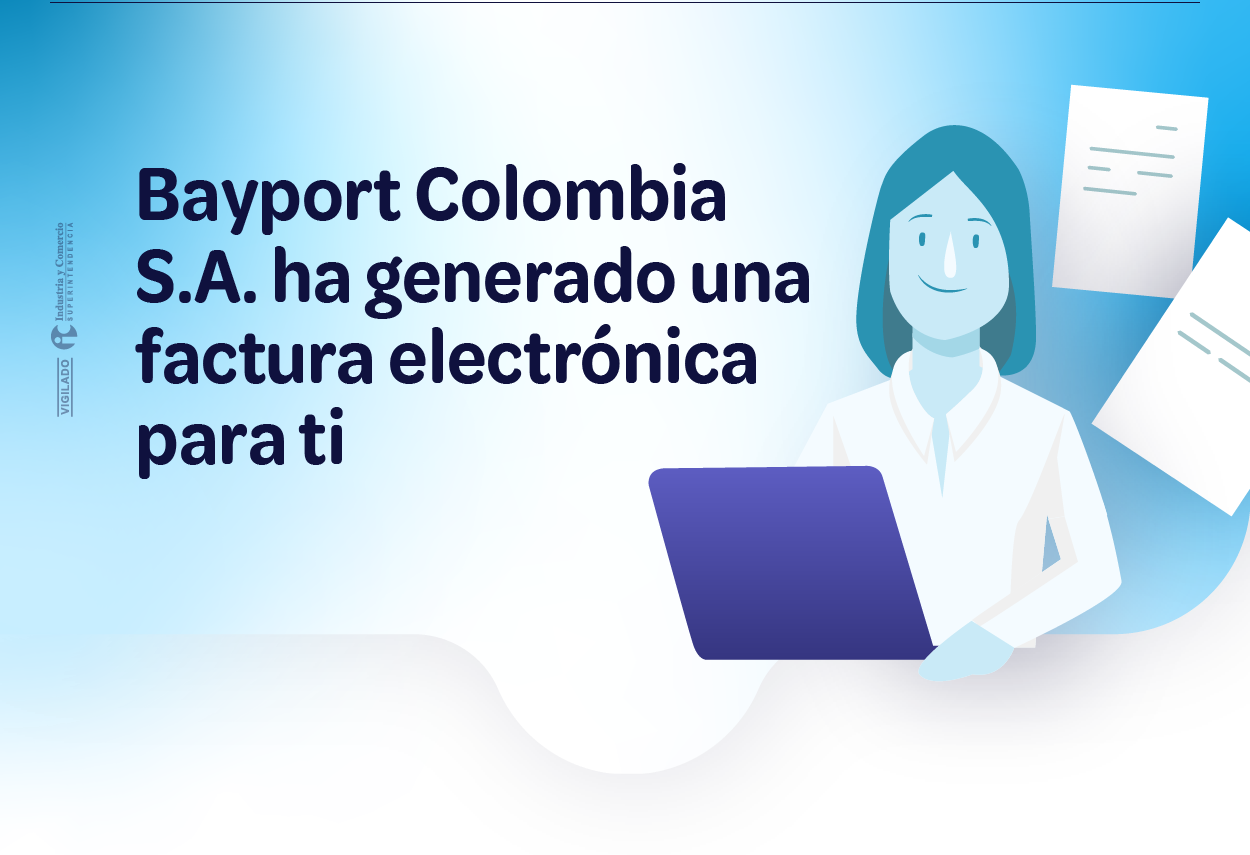 Bayport Colombia
S.A. ha generado una
factura electrónica
para ti
VIGILADO
Industria y Comercio
SUPERINTENDENCIA